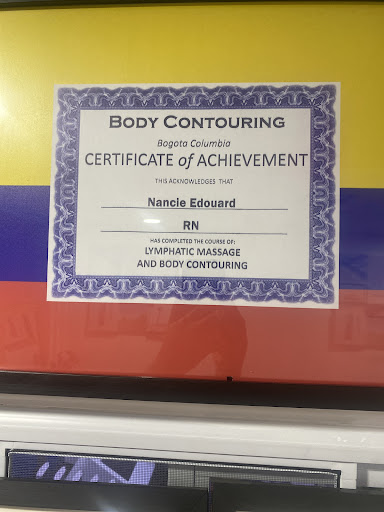 BODY CONTOURING
Bogota Columbia
CERTIFICATE of ACHIEVEMENT
THIS ACKNOWLEDGES THAT
Nancie Edouard
RN
HAS COMPLETED THE COURSE OF:
LYMPHATIC MASSAGE
AND BODY CONTOURING